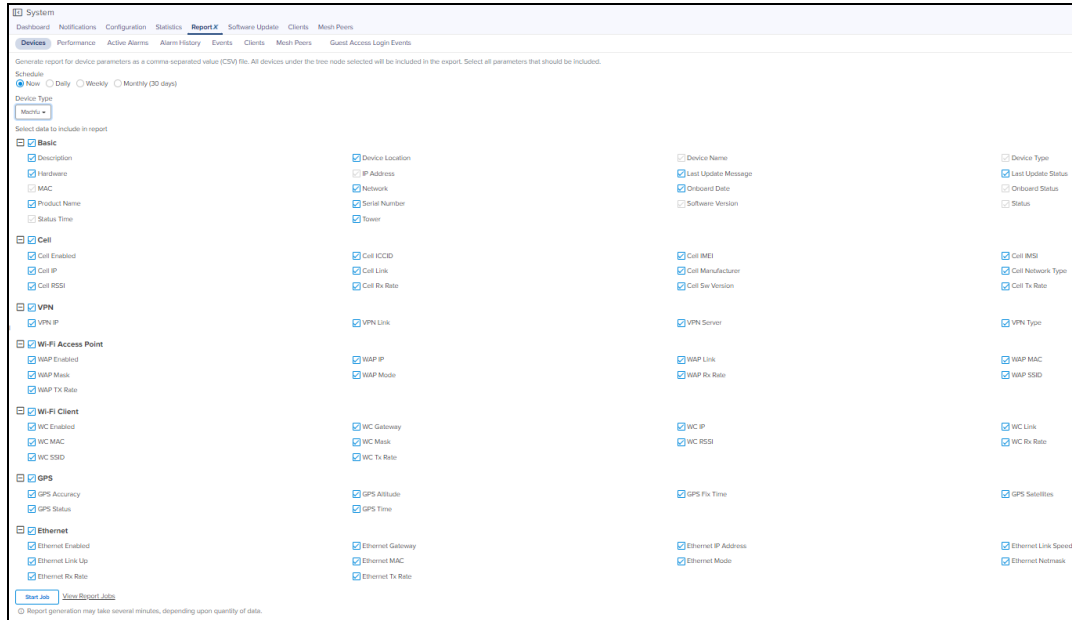 System
Dashboard Notifications Configuration Statistics Report X Software Update Clients Mesh Peers
Devices Performance Active Alarms Alarm History Events Clients Mesh Peers Guest Access Login Events
Generate report for device parameters as a comma-separated value (CSV) file. All devices under the tree node selected will be included in the export. Select all parameters that should be included.
Schedule
Now Daily Weekly Monthly (30 days)
Device Type
Machfu
Select data to include in report
Basic
Description Device Location Device Name Device Type
Hardware IP Address Last Update Message Last Update Status
MAC Network Onboard Date Onboard Status
Product Name Serial Number Software Version Status
Status Time Tower
Cell
Cell Enabled Cell ICCID Cell IMEI Cell IMSI
Cell IP Cell Link Cell Manufacturer Cell Network Type
Cell RSSI Cell Rx Rate Cell Sw Version Cell Tx Rate
VPN
VPN IP VPN Link VPN Server VPN Type
Wi-Fi Access Point
WAP Enabled WAP IP WAP Link WAP MAC
WAP Mask WAP Mode WAP Rx Rate WAP SSID
WAP TX Rate
Wi-Fi Client
WC Enabled WC Gateway WC IP WC Link
WC MAC WC Mask WC RSSI WC Rx Rate
WC SSID WC Tx Rate
GPS
GPS Accuracy GPS Altitude GPS Fix Time GPS Satellites
GPS Status GPS Time
Ethernet
Ethernet Enabled Ethernet Gateway Ethernet IP Address Ethernet Link Speed
Ethernet Link Up Ethernet MAC Ethernet Mode Ethernet Netmask
Ethernet Rx Rate Ethernet Tx Rate
Start Job View Report Jobs
Report generation may take several minutes, depending upon quantity of data.